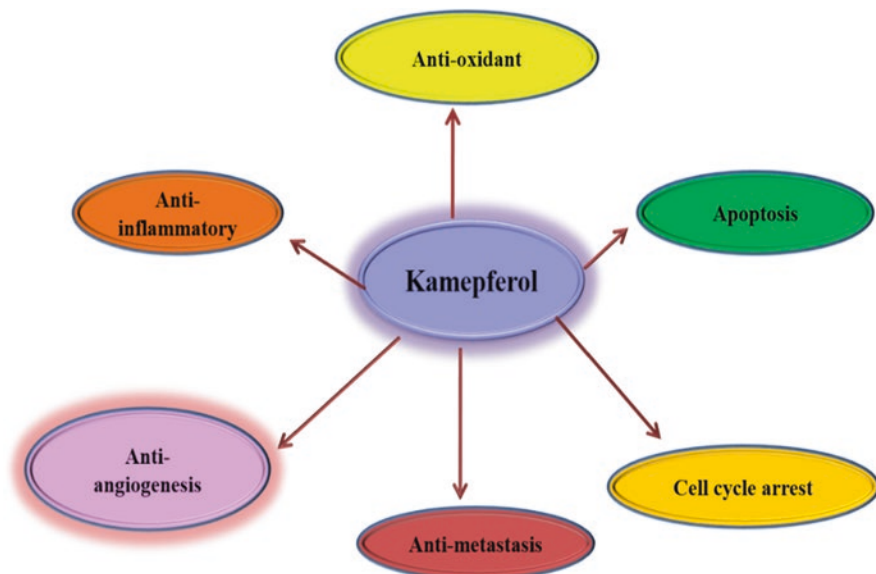 Anti-oxidant
Anti-
inflammatory
Apoptosis
Kamepferol
Anti-
angiogenesis
Cell cycle arrest
Anti-metastasis